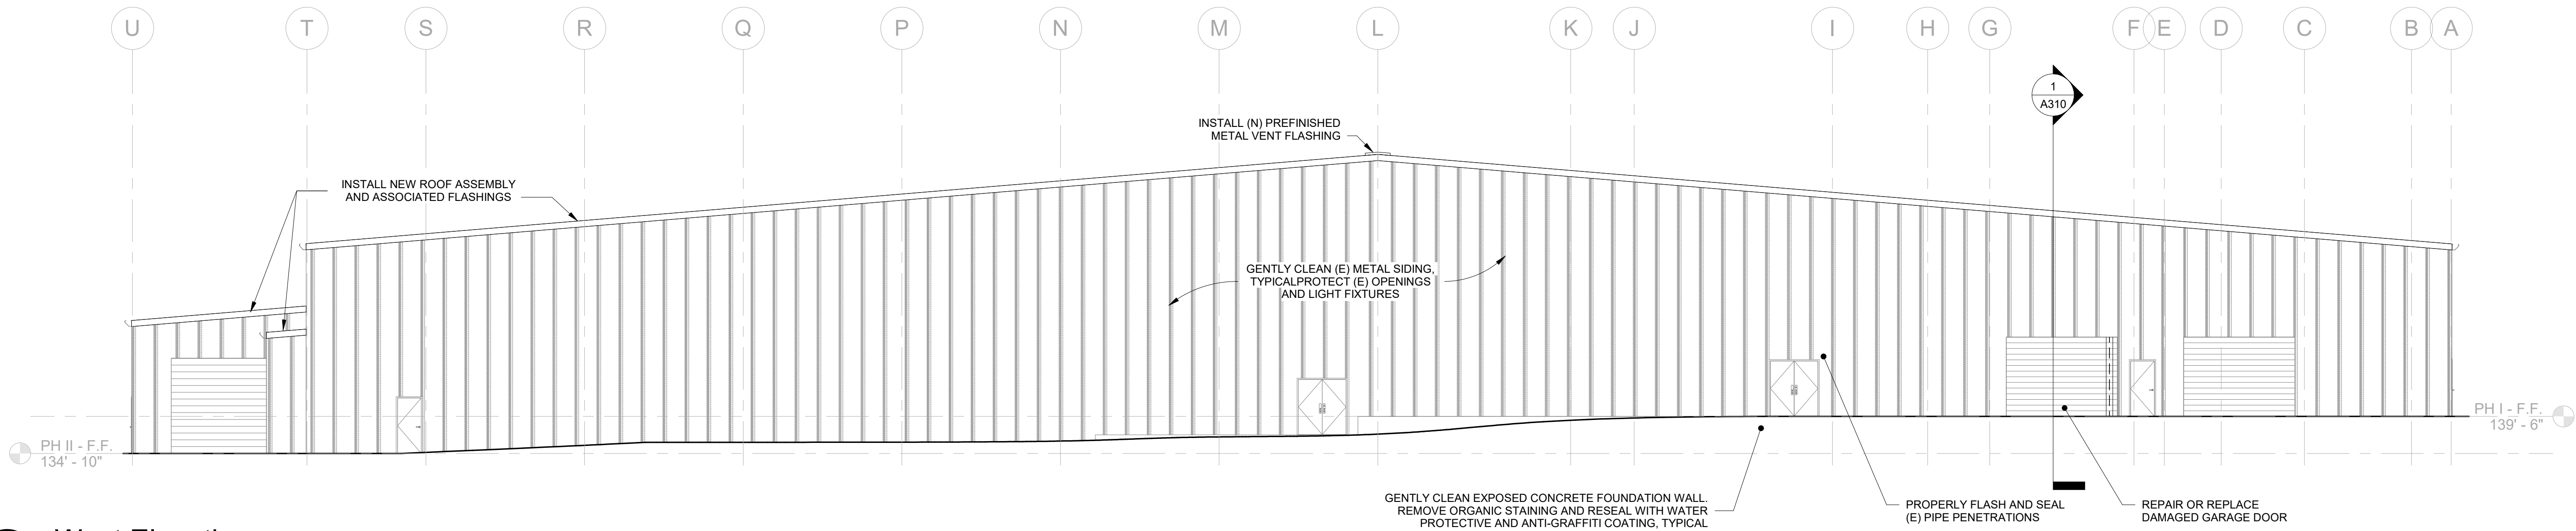 U T S R Q P N M L K J I H G F E D C B A
1
A310
INSTALL (N) PREFINISHED
METAL VENT FLASHING
INSTALL NEW ROOF ASSEMBLY
AND ASSOCIATED FLASHINGS
GENTLY CLEAN (E) METAL SIDING,
TYPICALPROTECT (E) OPENINGS
AND LIGHT FIXTURES
PH II - F.F.
134' - 10"
PH I - F.F.
139' - 6"
GENTLY CLEAN EXPOSED CONCRETE FOUNDATION WALL.
REMOVE ORGANIC STAINING AND RESEAL WITH WATER
PROTECTIVE AND ANTI-GRAFFITI COATING, TYPICAL
PROPERLY FLASH AND SEAL
(E) PIPE PENETRATIONS
REPAIR OR REPLACE
DAMAGED GARAGE DOOR